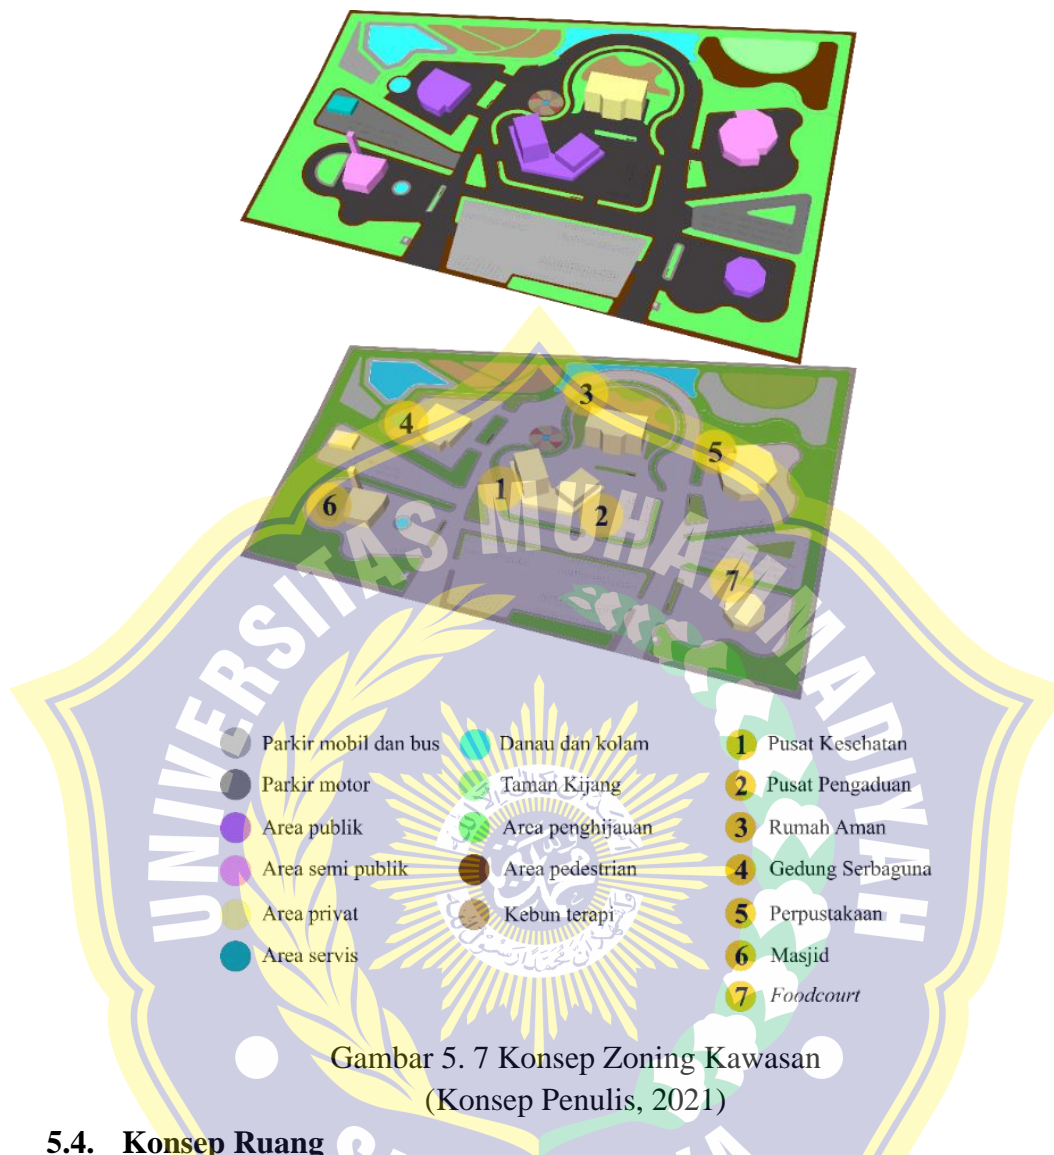 3
4
5
1
6
2
7
UNIVERSITAS MUHAMMADIYAH
Parkir mobil dan bus
Danau dan kolam
1 Pusat Kesehatan
Parkir motor
Taman Kijang
2 Pusat Pengaduan
Area publik
Area penghijauan
3 Rumah Aman
Area semi publik
Area pedestrian
4 Gedung Serbaguna
Area privat
Kebun terapi
5 Perpustakaan
Area servis
6 Masjid
7 Foodcourt
Gambar 5. 7 Konsep Zoning Kawasan
(Konsep Penulis, 2021)
5.4. Konsep Ruang